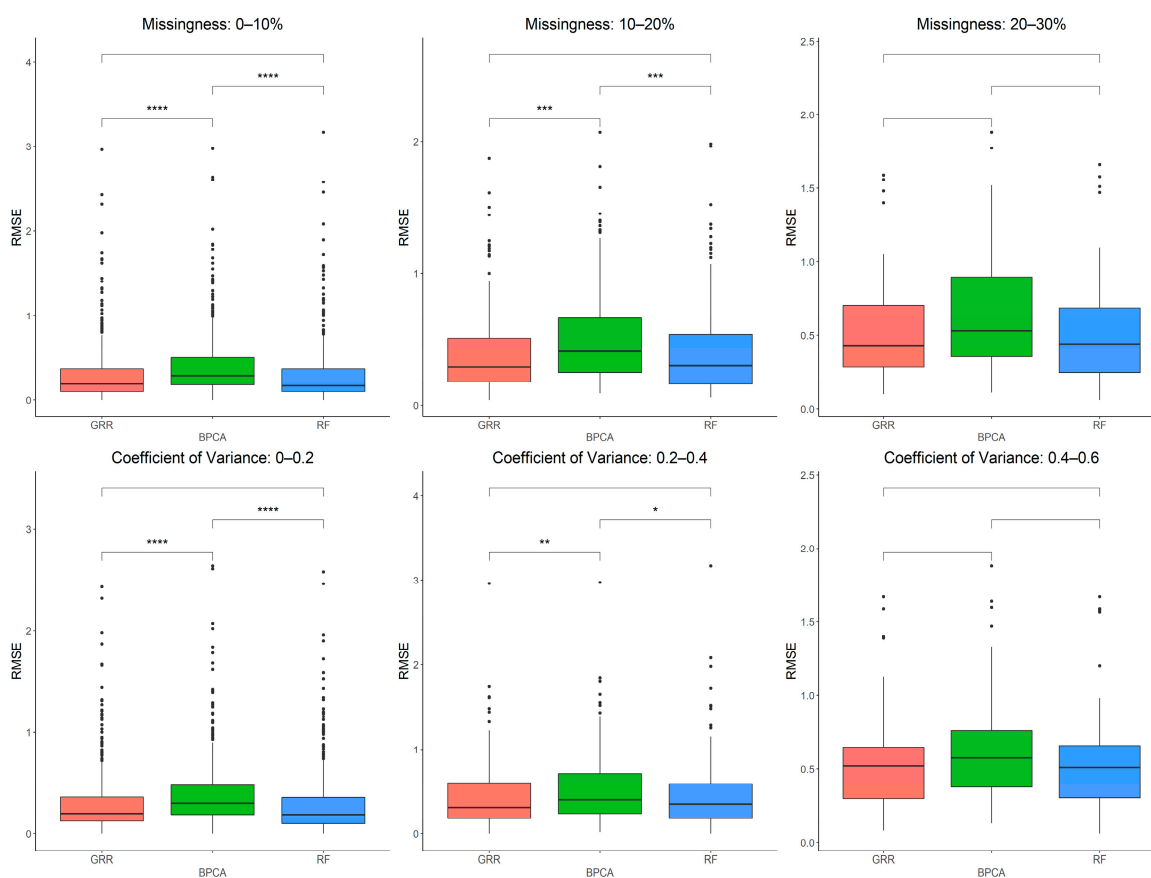 Missingness: 0–10%
4
3
2
1
0
RMSE
****
****
GRR
BPCA
RF
Missingness: 10–20%
2
1
0
RMSE
***
***
GRR
BPCA
RF
Missingness: 20–30%
2.5
2.0
1.5
1.0
0.5
0.0
RMSE
GRR
BPCA
RF
Coefficient of Variance: 0–0.2
3
2
1
0
RMSE
****
****
GRR
BPCA
RF
Coefficient of Variance: 0.2–0.4
4
3
2
1
0
RMSE
**
*
GRR
BPCA
RF
Coefficient of Variance: 0.4–0.6
2.5
2.0
1.5
1.0
0.5
0.0
RMSE
GRR
BPCA
RF